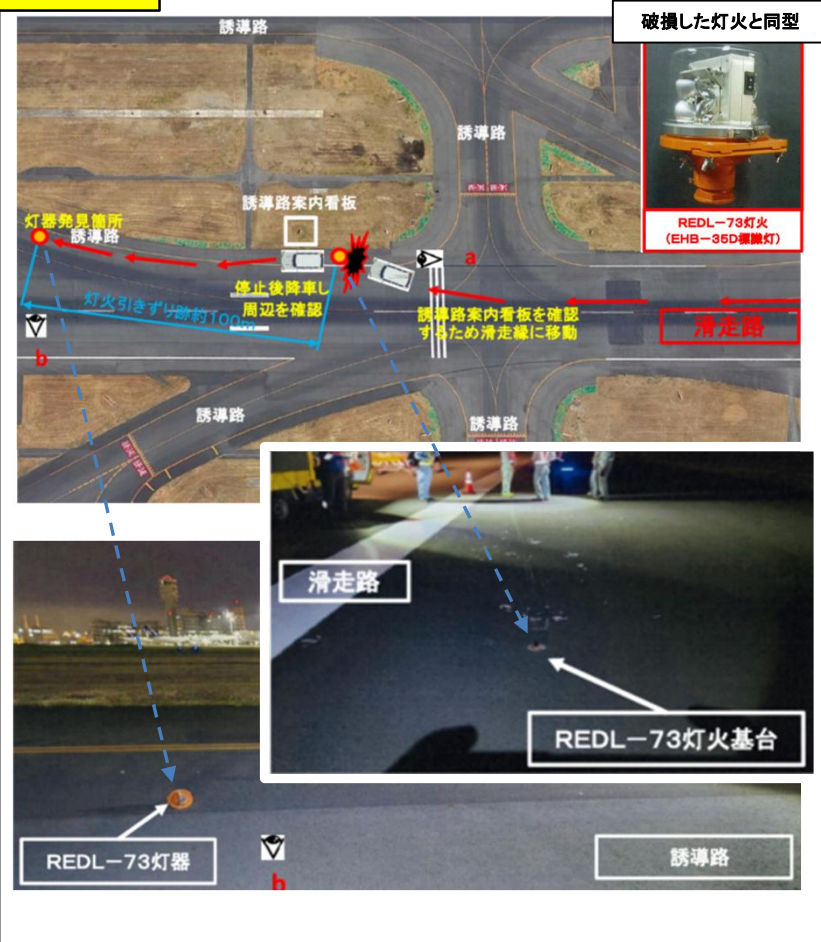 破損した灯火と同型
誘導路
誘導路
REDL－73灯火
(EHB－35D標識灯)
誘導路案内看板
灯器発見箇所
誘導路
a
停止後降車し
周辺を確認
灯火引きずり跡約100m
誘導路案内看板を確認
するため滑走縁に移動
滑走路
b
誘導路
誘導路
滑走路
REDL－73灯火基台
REDL－73灯器
b
誘導路